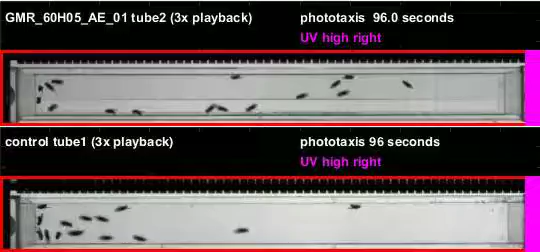 GMR_60H05_AE_01 tube2 (3x playback) phototaxis 96.0 seconds
UV high right
control tube1 (3x playback) phototaxis 96 seconds
UV high right